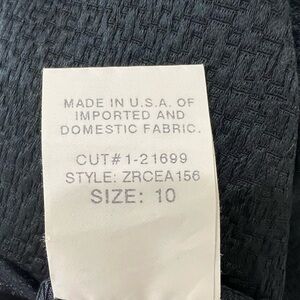 MADE IN U.S.A. OF
IMPORTED AND
DOMESTIC FABRIC.
CUT#1-21699
STYLE: ZRCEA156
SIZE: 10